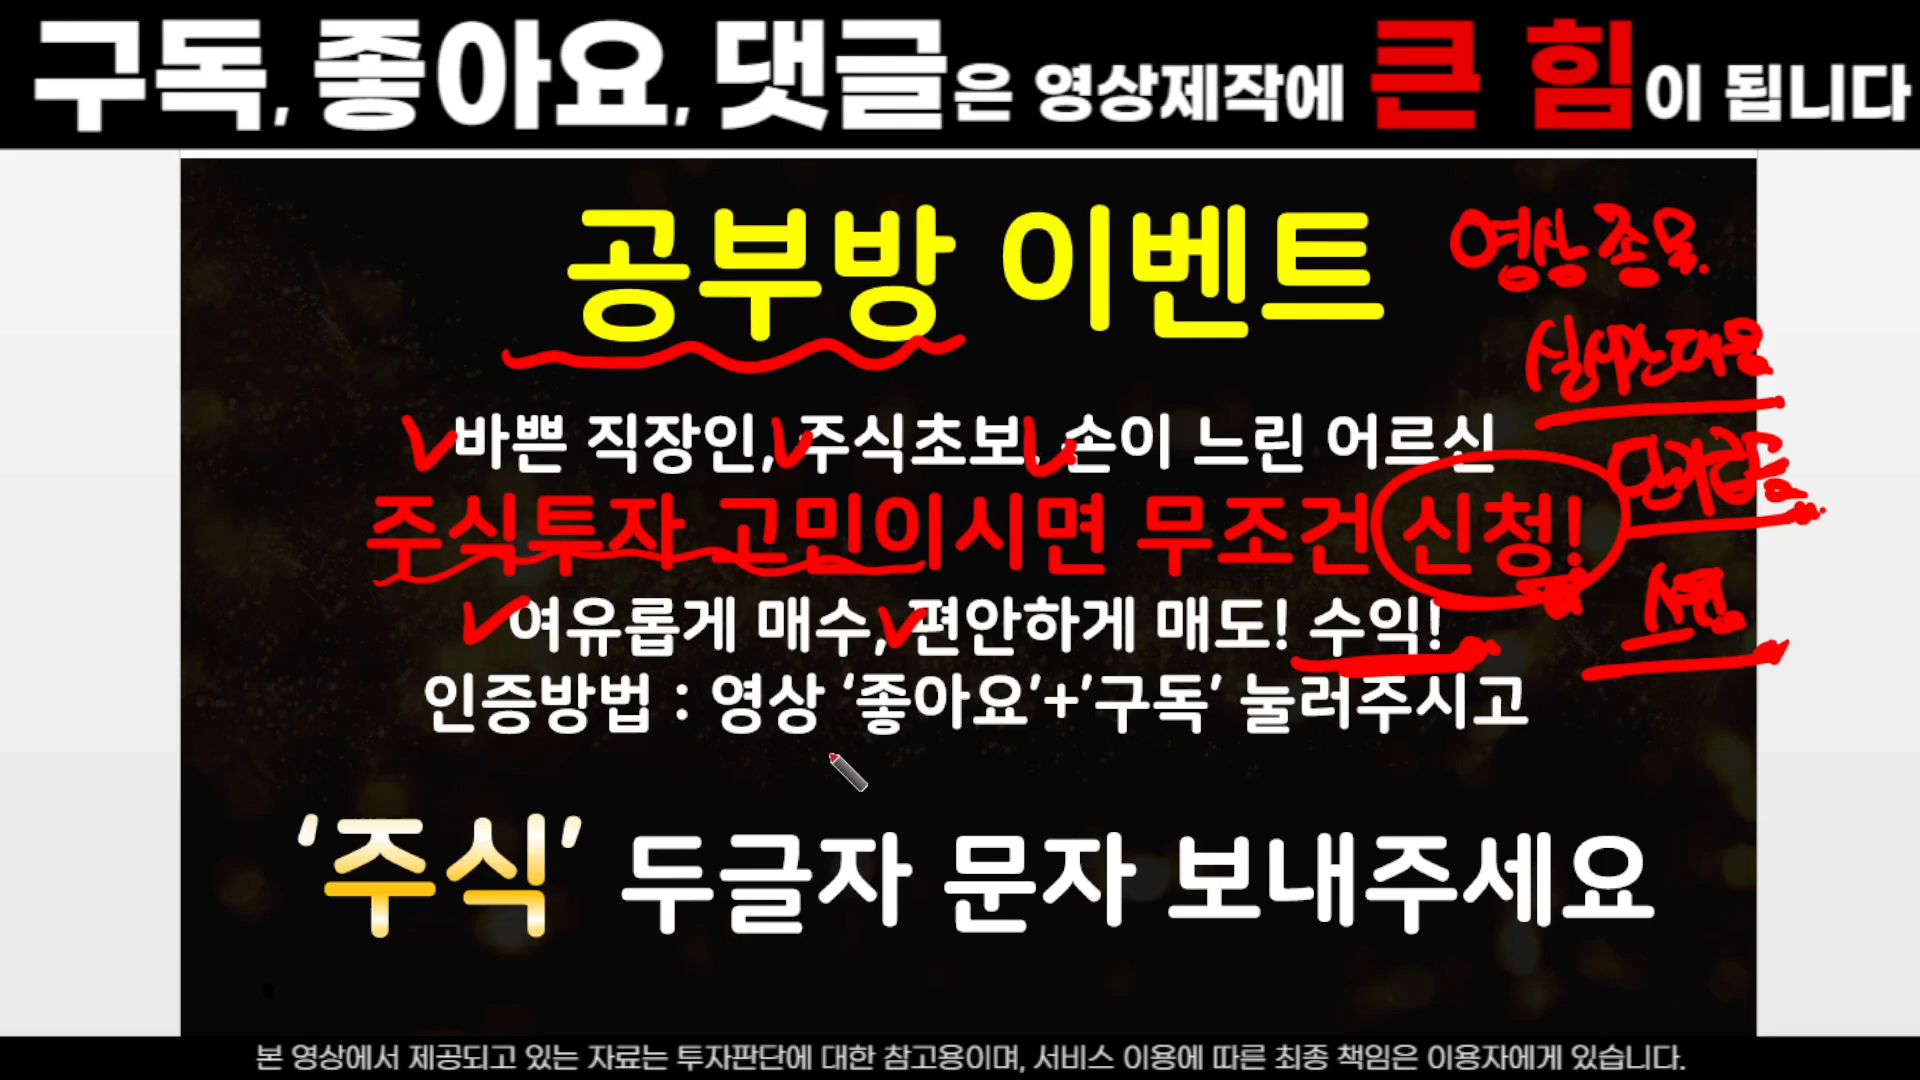 구독, 좋아요, 댓글은 영상제작에 큰 힘이 됩니다
공부방 이벤트
영상 종목.
바쁜 직장인, 주식초보, 손이 느린 어르신
주식투자 고민이시면 무조건 신청!
여유롭게 매수, 편안하게 매도! 수익!
인증방법 : 영상 ‘좋아요’+’구독’ 눌러주시고
‘주식’ 두글자 문자 보내주세요
본 영상에서 제공되고 있는 자료는 투자판단에 대한 참고용이며, 서비스 이용에 따른 최종 책임은 이용자에게 있습니다.